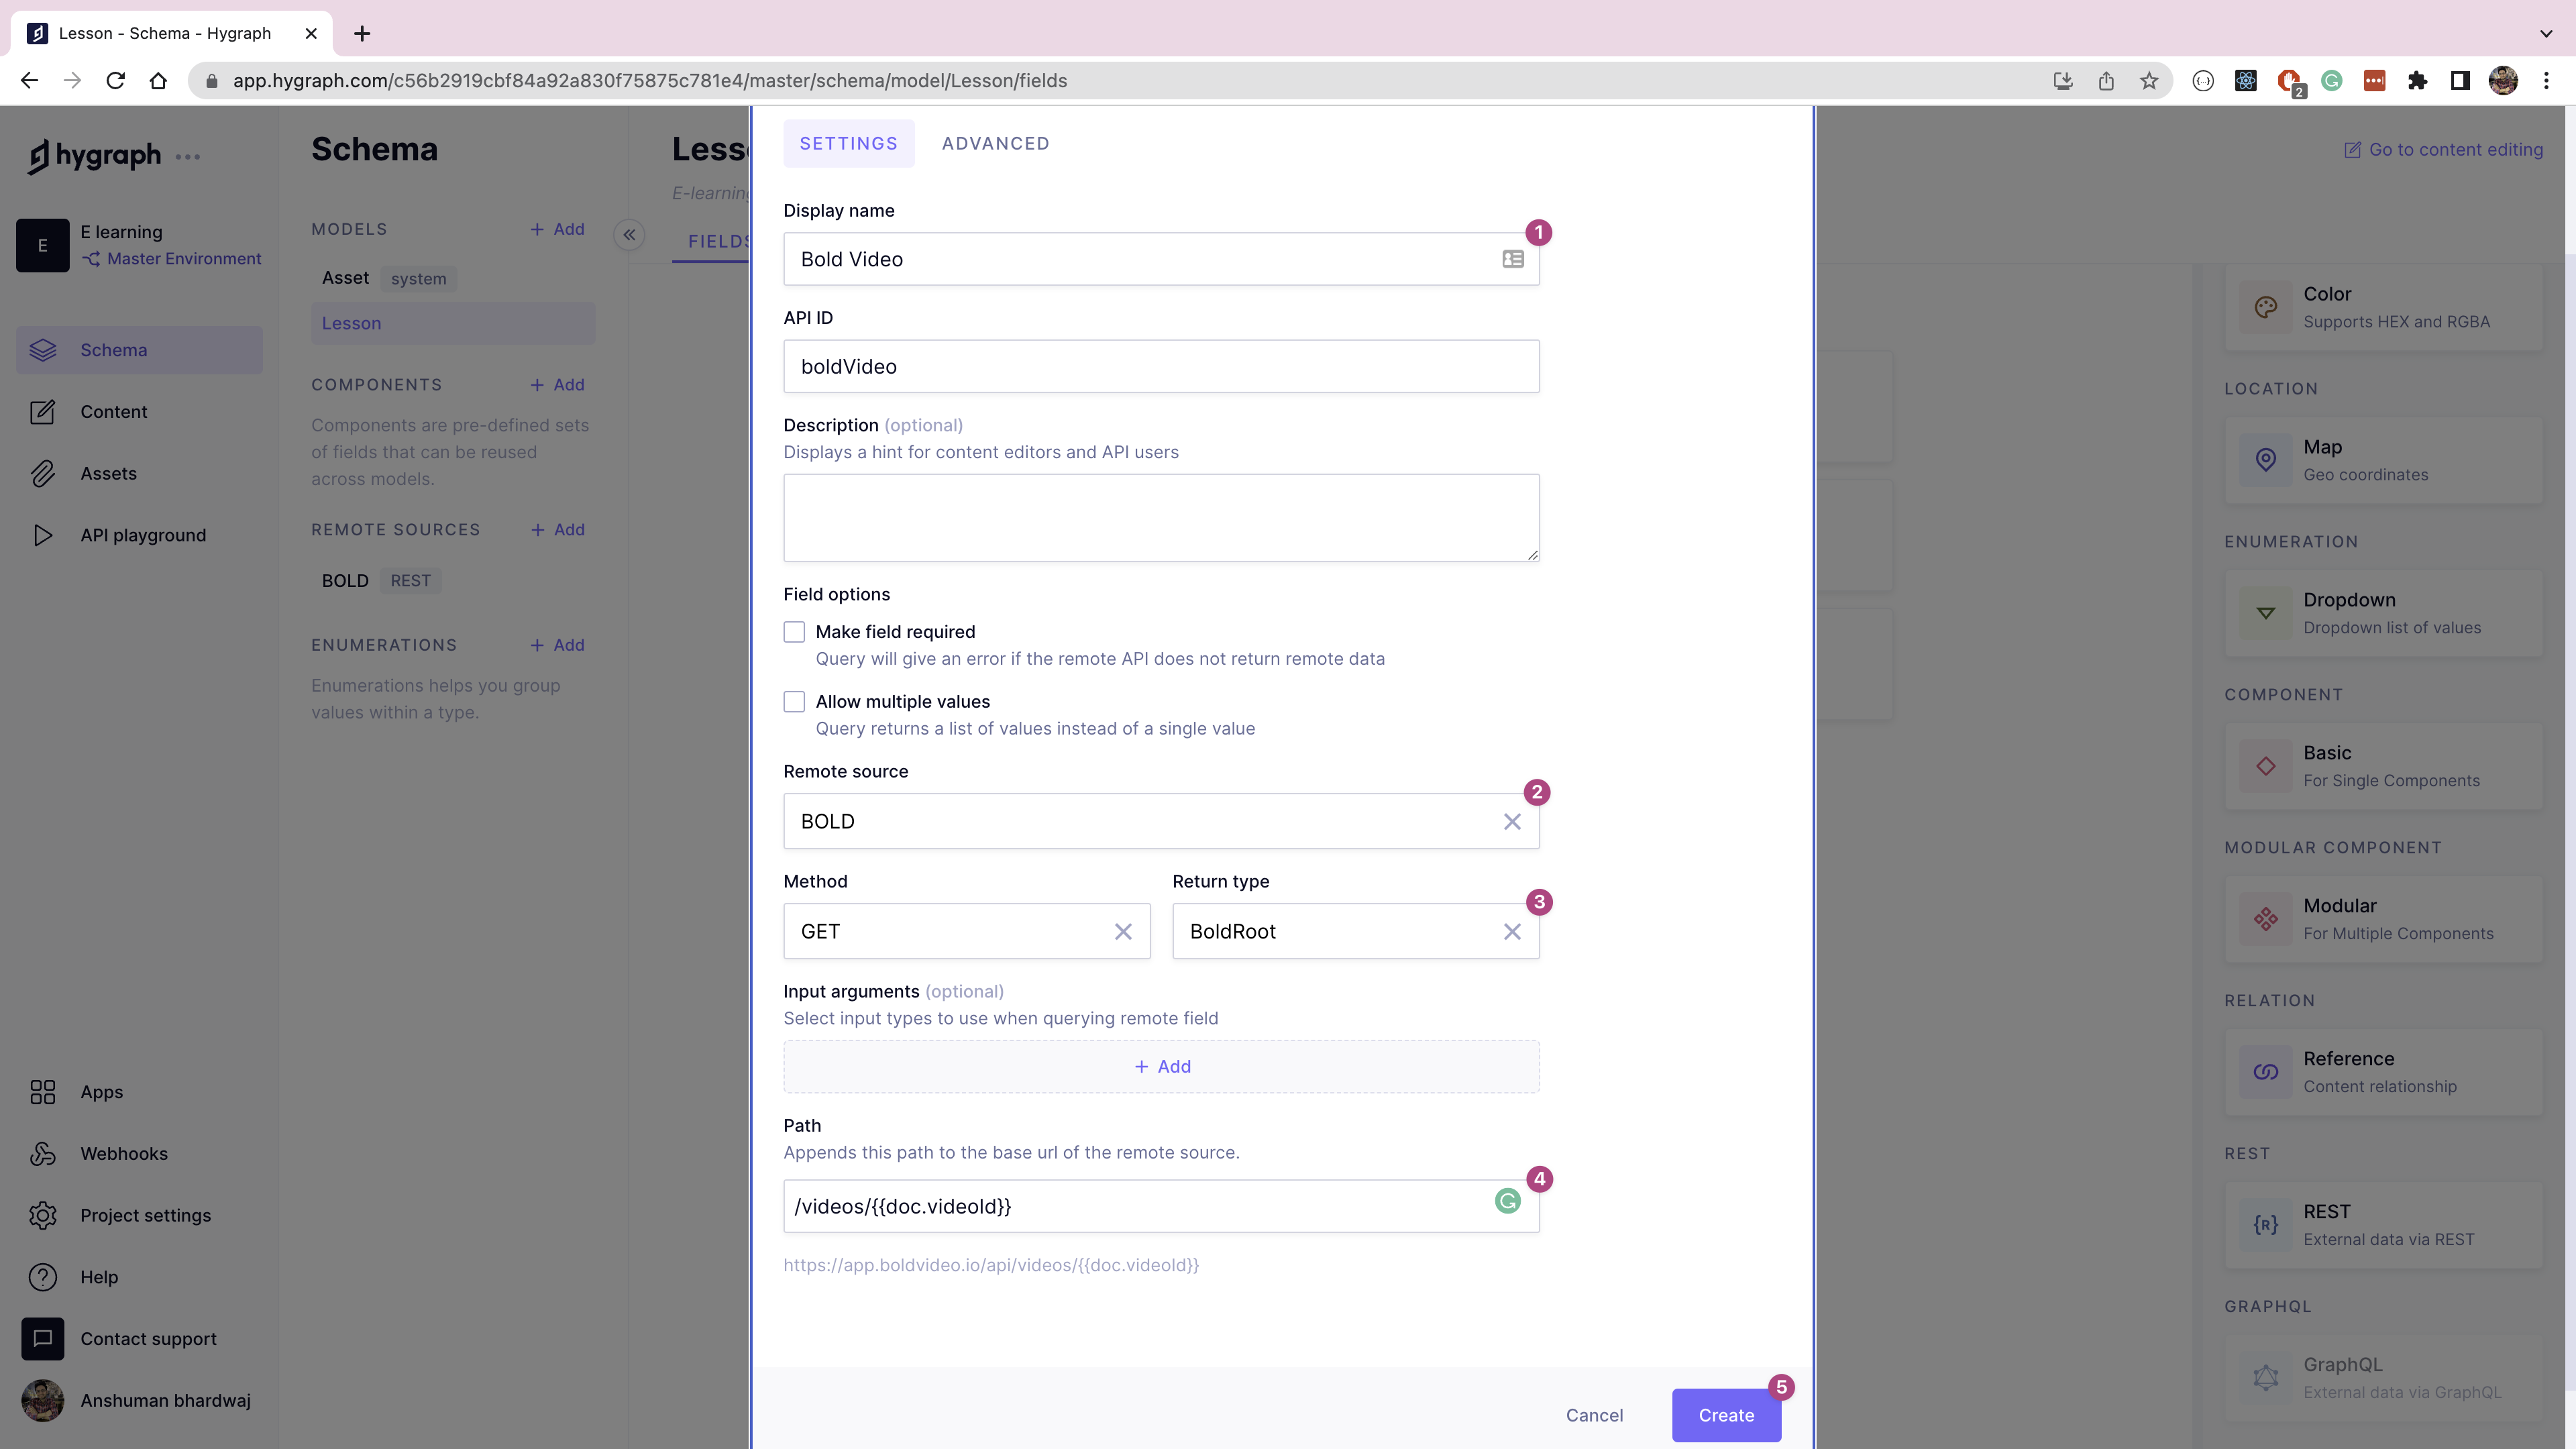 Lesson - Schema - Hygraph
app.hygraph.com/c56b2919cbf84a92a830f75875c781e4/master/schema/model/Lesson/fields
2
hygraph
E
E learning
Master Environment
Schema
Content
Assets
API playground
Apps
Webhooks
Project settings
Help
Contact support
Anshuman bhardwaj
Schema
MODELS
+ Add
Asset system
Lesson
COMPONENTS
+ Add
Components are pre-defined sets
of fields that can be reused
across models.
REMOTE SOURCES
+ Add
BOLD REST
ENUMERATIONS
+ Add
Enumerations helps you group
values within a type.
Less
E-learning
FIELDS
SETTINGS
ADVANCED
Display name
1
Bold Video
API ID
boldVideo
Description (optional)
Displays a hint for content editors and API users
Field options
Make field required
Query will give an error if the remote API does not return remote data
Allow multiple values
Query returns a list of values instead of a single value
Remote source
2
BOLD
Method
Return type
3
GET
BoldRoot
Input arguments (optional)
Select input types to use when querying remote field
+ Add
Path
Appends this path to the base url of the remote source.
4
/videos/{{doc.videoId}}
https://app.boldvideo.io/api/videos/{{doc.videoId}}
5
Cancel
Create
Go to content editing
Color
Supports HEX and RGBA
LOCATION
Map
Geo coordinates
ENUMERATION
Dropdown
Dropdown list of values
COMPONENT
Basic
For Single Components
MODULAR COMPONENT
Modular
For Multiple Components
RELATION
Reference
Content relationship
REST
{R}
REST
External data via REST
GRAPHQL
GraphQL
External data via GraphQL